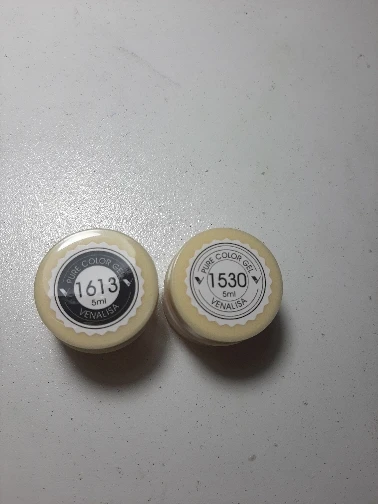 PURE COLOR GEL
1613
5ml
VENALISA
PURE COLOR GEL
1530
5ml
VENALISA